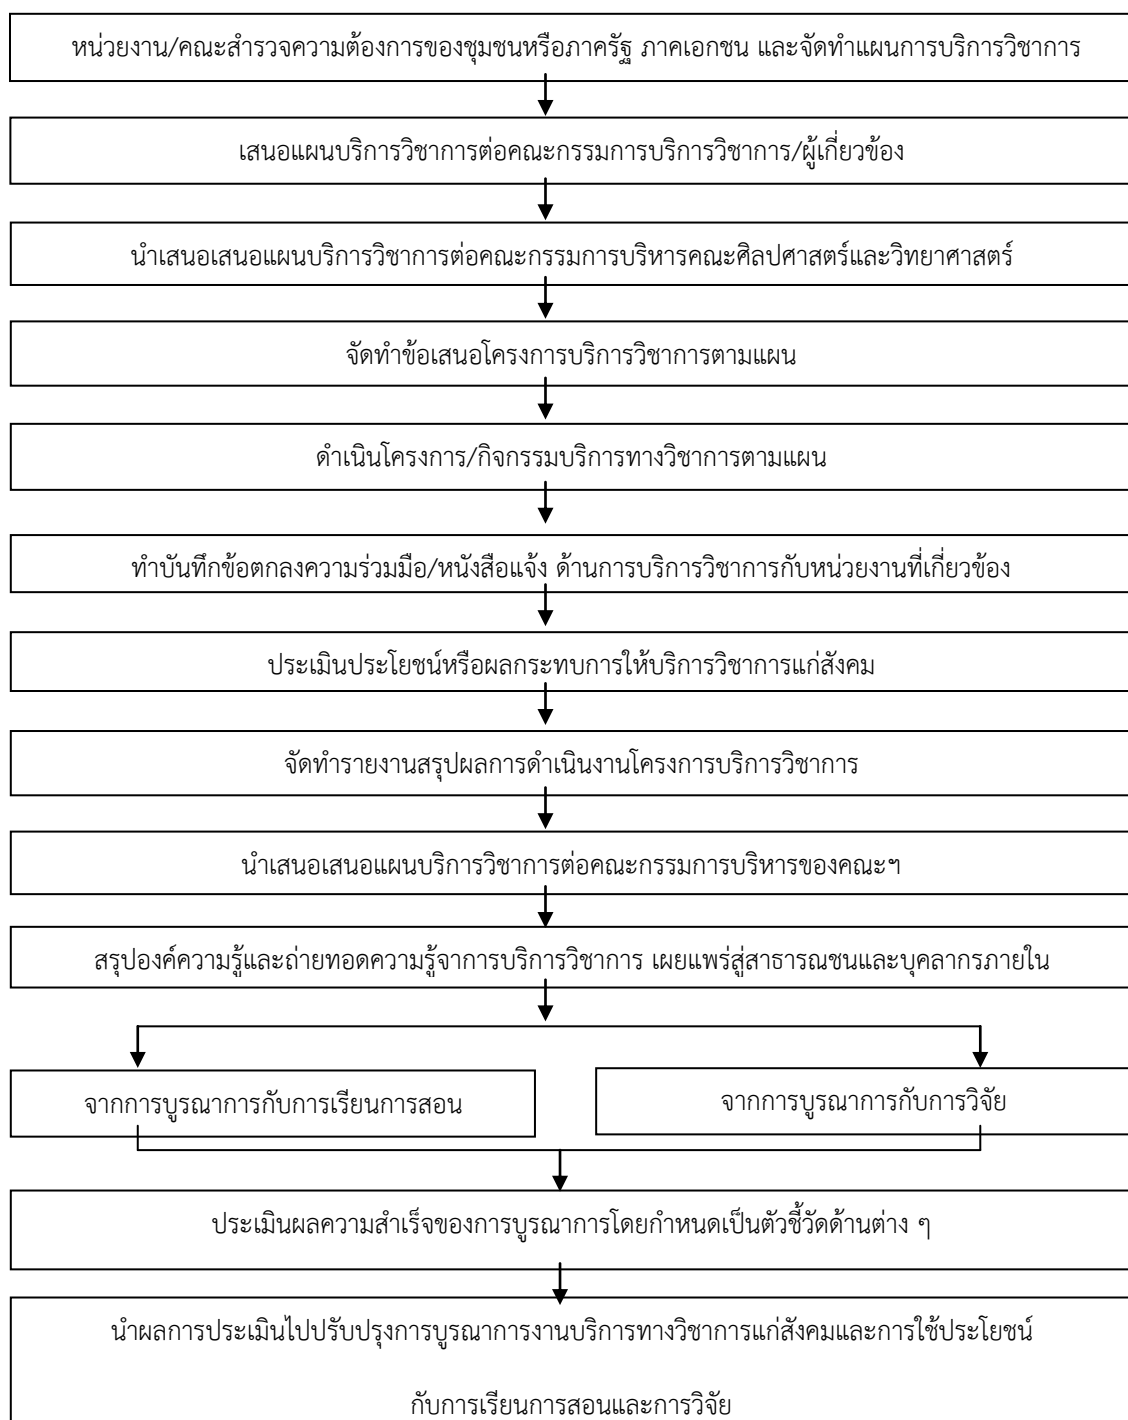 หน่วยงาน/คณะสำรวจความต้องการของชุมชนหรือภาครัฐ ภาคเอกชน และจัดทำแผนการบริการวิชาการ
เสนอแผนบริการวิชาการต่อคณะกรรมการบริการวิชาการ/ผู้เกี่ยวข้อง
นำเสนอเสนอแผนบริการวิชาการต่อคณะกรรมการบริหารคณะศิลปศาสตร์และวิทยาศาสตร์
จัดทำข้อเสนอโครงการบริการวิชาการตามแผน
ดำเนินโครงการ/กิจกรรมบริการทางวิชาการตามแผน
ทำบันทึกข้อตกลงความร่วมมือ/หนังสือแจ้ง ด้านการบริการวิชาการกับหน่วยงานที่เกี่ยวข้อง
ประเมินประโยชน์หรือผลกระทบการให้บริการวิชาการแก่สังคม
จัดทำรายงานสรุปผลการดำเนินงานโครงการบริการวิชาการ
นำเสนอเสนอแผนบริการวิชาการต่อคณะกรรมการบริหารของคณะฯ
สรุปองค์ความรู้และถ่ายทอดความรู้จาการบริการวิชาการ เผยแพร่สู่สาธารณชนและบุคลากรภายใน
จากการบูรณาการกับการเรียนการสอน
จากการบูรณาการกับการวิจัย
ประเมินผลความสำเร็จของการบูรณาการโดยกำหนดเป็นตัวชี้วัดด้านต่าง ๆ
นำผลการประเมินไปปรับปรุงการบูรณาการงานบริการทางวิชาการแก่สังคมและการใช้ประโยชน์
กับการเรียนการสอนและการวิจัย